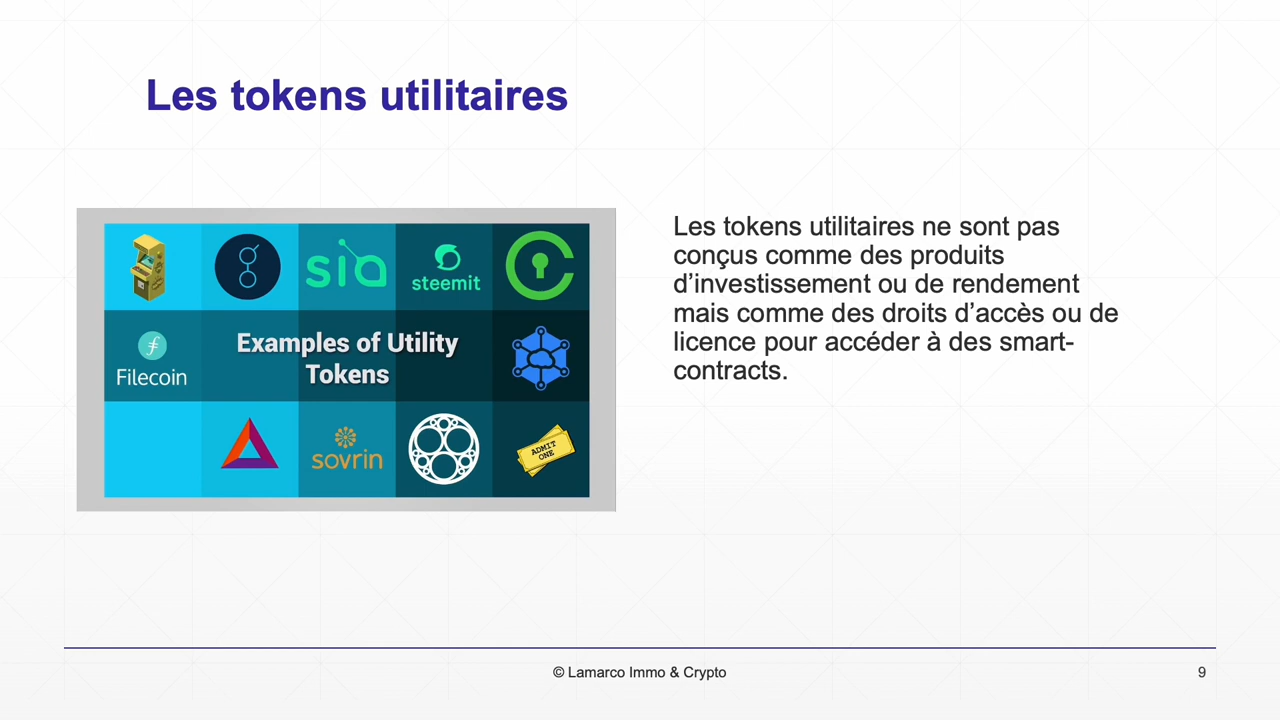 Les tokens utilitaires
sia
steemit
Examples of Utility
Tokens
Filecoin
sovrin
ADMIT
ONE
Les tokens utilitaires ne sont pas
conçus comme des produits
d’investissement ou de rendement
mais comme des droits d’accès ou de
licence pour accéder à des smart-
contracts.
© Lamarco Immo & Crypto
9